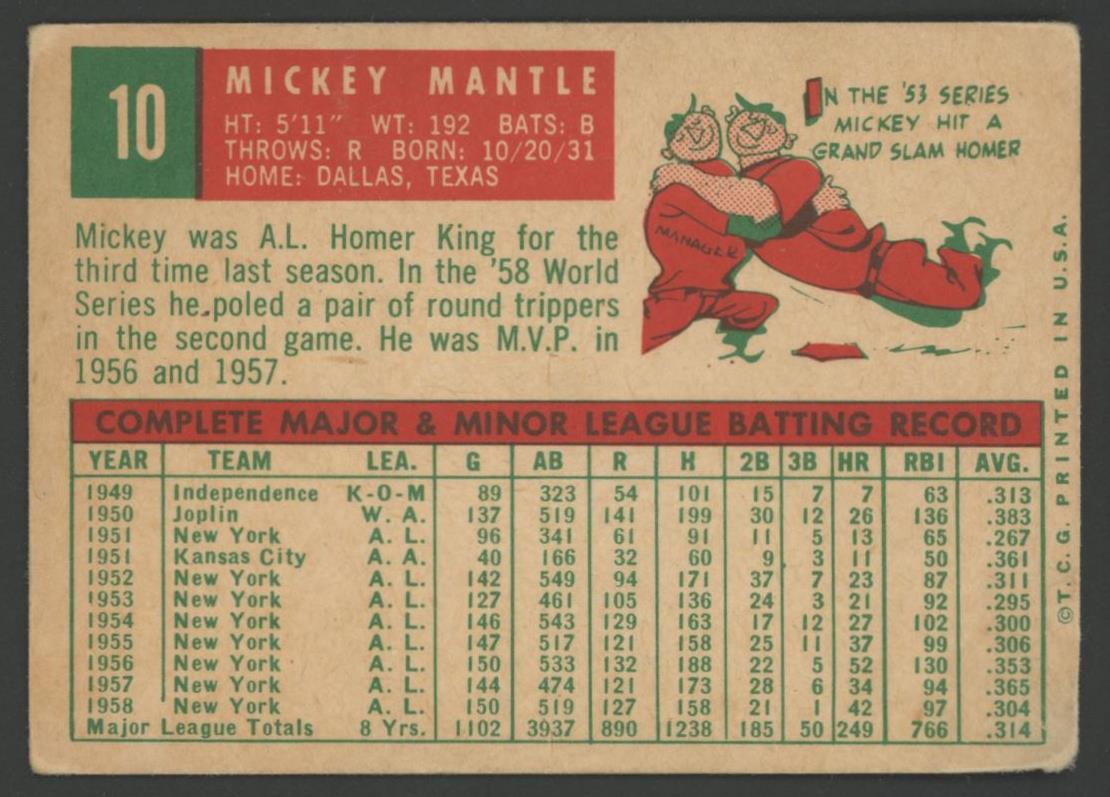 10
MICKEY MANTLE
HT: 5'11" WT: 192 BATS: B
THROWS: R BORN: 10/20/31
HOME: DALLAS, TEXAS
IN THE '53 SERIES
MICKEY HIT A
GRAND SLAM HOMER
MANAGER
Mickey was A.L. Homer King for the
third time last season. In the '58 World
Series he poled a pair of round trippers
in the second game. He was M.V.P. in
1956 and 1957.
COMPLETE MAJOR & MINOR LEAGUE BATTING RECORD
YEAR TEAM LEA. G AB R H 2B 3B HR RBI AVG.
1949 Independence K-O-M 89 323 54 101 15 7 7 63 .313
1950 Joplin W. A. 137 519 141 199 30 12 26 136 .383
1951 New York A. L. 96 341 61 91 11 5 13 65 .267
1951 Kansas City A. A. 40 166 32 60 9 3 11 50 .361
1952 New York A. L. 142 549 94 171 37 7 23 87 .311
1953 New York A. L. 127 461 105 136 24 3 21 92 .295
1954 New York A. L. 146 543 129 163 17 12 27 102 .300
1955 New York A. L. 147 517 121 158 25 11 37 99 .306
1956 New York A. L. 150 533 132 188 22 5 52 130 .353
1957 New York A. L. 144 474 121 173 28 6 34 94 .365
1958 New York A. L. 150 519 127 158 21 1 42 97 .304
Major League Totals 8 Yrs. 1102 3937 890 1238 185 50 249 766 .314
©T.C.G. PRINTED IN U.S.A.